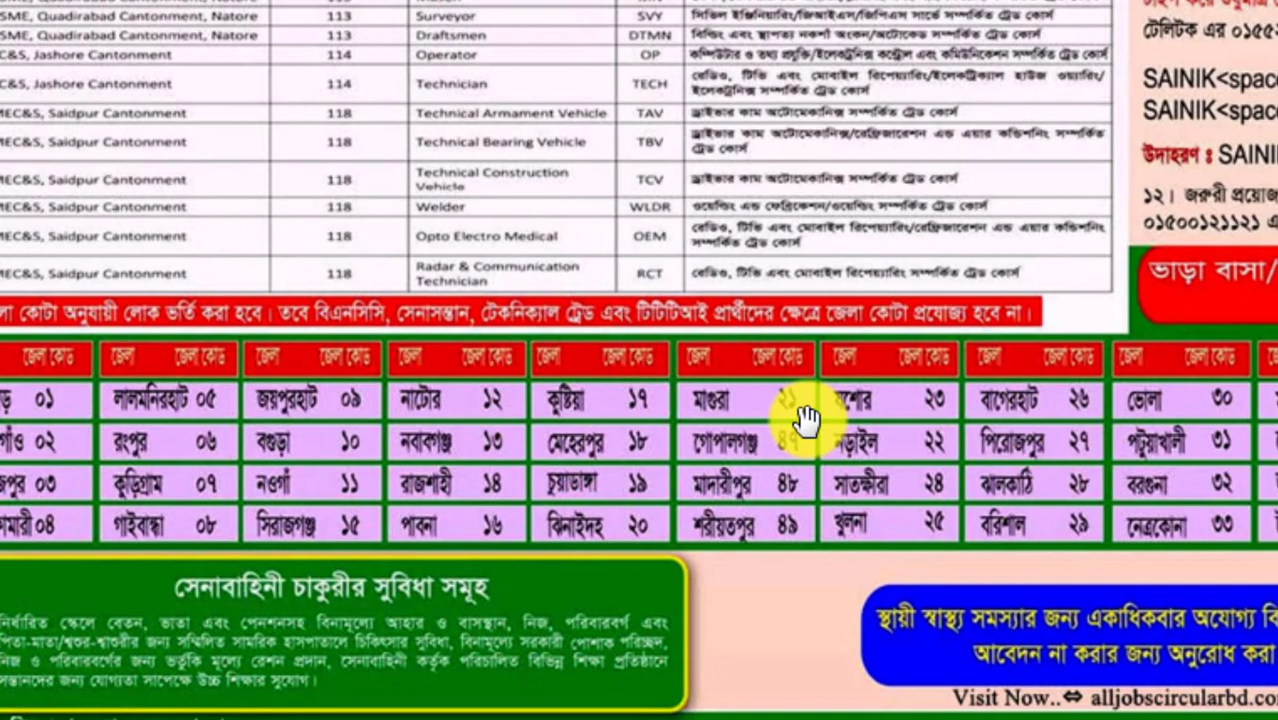 SME, Quadirabad Cantonment, Natore 113 Surveyor SVY সিভিল ইঞ্জিনিয়ারিং/জিআইএস/জিপিএস সার্ভে সম্পর্কিত ট্রেড কোর্স
SME, Quadirabad Cantonment, Natore 113 Draftsmen DTMN বিল্ডিং এবং স্থাপত্য নকশা অংকন/অটোকেড সম্পর্কিত ট্রেড কোর্স
C&S, Jashore Cantonment 114 Operator OP কম্পিউটার ও তথ্য প্রযুক্তি/ইলেকট্রনিক্স কন্ট্রোল এবং কমিউনিকেশন সম্পর্কিত ট্রেড কোর্স
C&S, Jashore Cantonment 114 Technician TECH রেডিও, টিভি এবং মোবাইল রিপেয়ারিং/ইলেকট্রিক্যাল হাউজ ওয়্যারিং/
ইলেকট্রনিক্স সম্পর্কিত ট্রেড কোর্স
EC&S, Saidpur Cantonment 118 Technical Armament Vehicle TAV ড্রাইভার কাম অটোমেকানিক্স সম্পর্কিত ট্রেড কোর্স
EC&S, Saidpur Cantonment 118 Technical Bearing Vehicle TBV ড্রাইভার কাম অটোমেকানিক্স/রেফ্রিজারেশন এন্ড এয়ার কন্ডিশনিং সম্পর্কিত
ট্রেড কোর্স
EC&S, Saidpur Cantonment 118 Technical Construction Vehicle TCV ড্রাইভার কাম অটোমেকানিক্স সম্পর্কিত ট্রেড কোর্স
EC&S, Saidpur Cantonment 118 Welder WLDR ওয়েল্ডিং এন্ড ফেব্রিকেশন/ওয়েল্ডিং সম্পর্কিত ট্রেড কোর্স
EC&S, Saidpur Cantonment 118 Opto Electro Medical OEM রেডিও, টিভি এবং মোবাইল রিপেয়ারিং/রেফ্রিজারেশন এন্ড এয়ার কন্ডিশনিং
সম্পর্কিত ট্রেড কোর্স
EC&S, Saidpur Cantonment 118 Radar & Communication
Technician RCT রেডিও, টিভি এবং মোবাইল রিপেয়ারিং সম্পর্কিত ট্রেড কোর্স
টেলিটক এর ০১৫৫
SAINIK<spac
SAINIK<spac
উদাহরণ : SAINI
১২। জরুরী প্রয়োজ
০১৫০০১২১১২১ এ
ভাড়া বাসা/
লা কোটা অনুযায়ী লোক ভর্তি করা হবে। তবে বিএনসিসি, সেনাসন্তান, টেকনিক্যাল ট্রেড এবং টিটিটিআই প্রার্থীদের ক্ষেত্রে জেলা কোটা প্রযোজ্য হবে না।
জেলা কোড জেলা জেলা কোড জেলা জেলা কোড জেলা জেলা কোড জেলা জেলা কোড জেলা জেলা কোড জেলা জেলা কোড জেলা জেলা কোড জেলা জেলা কোড
ড় ০১ লালমনিরহাট ০৫ জয়পুরহাট ০৯ নাটোর ১২ কুষ্টিয়া ১৭ মাগুরা ২১ যশোর ২৩ বাগেরহাট ২৬ ভোলা ৩০
গাঁও ০২ রংপুর ০৬ বগুড়া ১০ নবাবগঞ্জ ১৩ মেহেরপুর ১৮ গোপালগঞ্জ ৪৭ নড়াইল ২২ পিরোজপুর ২৭ পটুয়াখালী ৩১
জপুর ০৩ কুড়িগ্রাম ০৭ নওগাঁ ১১ রাজশাহী ১৪ চুয়াডাঙ্গা ১৯ মাদারীপুর ৪৮ সাতক্ষীরা ২৪ ঝালকাঠি ২৮ বরগুনা ৩২
ফামারী ০৪ গাইবান্ধা ০৮ সিরাজগঞ্জ ১৫ পাবনা ১৬ ঝিনাইদহ ২০ শরীয়তপুর ৪৯ খুলনা ২৫ বরিশাল ২৯ নেত্রকোনা ৩৩
সেনাবাহিনী চাকুরীর সুবিধা সমূহ
নির্ধারিত স্কেলে বেতন, ভাতা এবং পেনশনসহ বিনামূল্যে আহার ও বাসস্থান, নিজ, পরিবারবর্গ এবং
পিতা-মাতা/শ্বশুর-শ্বাশুরীর জন্য সম্মিলিত সামরিক হাসপাতালে চিকিৎসার সুবিধা, বিনামূল্যে সরকারী পোশাক পরিচ্ছদ,
নিজ ও পরিবারবর্গের জন্য ভর্তুকি মূল্যে রেশন প্রদান, সেনাবাহিনী কর্তৃক পরিচালিত বিভিন্ন শিক্ষা প্রতিষ্ঠানে
সন্তানদের জন্য যোগ্যতা সাপেক্ষে উচ্চ শিক্ষার সুযোগ।
স্থায়ী স্বাস্থ্য সমস্যার জন্য একাধিকবার অযোগ্য বি
আবেদন না করার জন্য অনুরোধ করা
Visit Now..⇔ alljobscircularbd.co